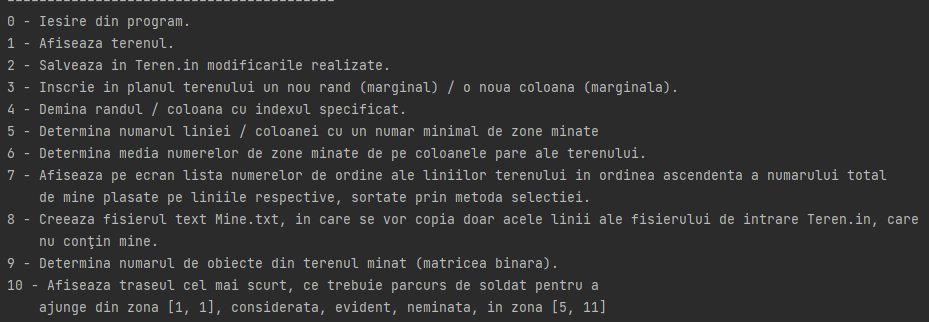 0 - Iesire din program.
1 - Afiseaza terenul.
2 - Salveaza in Teren.in modificarile realizate.
3 - Inscrie in planul terenului un nou rand (marginal) / o noua coloana (marginala).
4 - Demina randul / coloana cu indexul specificat.
5 - Determina numarul liniei / coloanei cu un numar minimal de zone minate
6 - Determina media numerelor de zone minate de pe coloanele pare ale terenului.
7 - Afiseaza pe ecran lista numerelor de ordine ale liniilor terenului in ordinea ascendenta a numarului total
de mine plasate pe liniile respective, sortate prin metoda selectiei.
8 - Creeaza fisierul text Mine.txt, in care se vor copia doar acele linii ale fisierului de intrare Teren.in, care
nu conţin mine.
9 - Determina numarul de obiecte din terenul minat (matricea binara).
10 - Afiseaza traseul cel mai scurt, ce trebuie parcurs de soldat pentru a
ajunge din zona [1, 1], considerata, evident, neminata, in zona [5, 11]